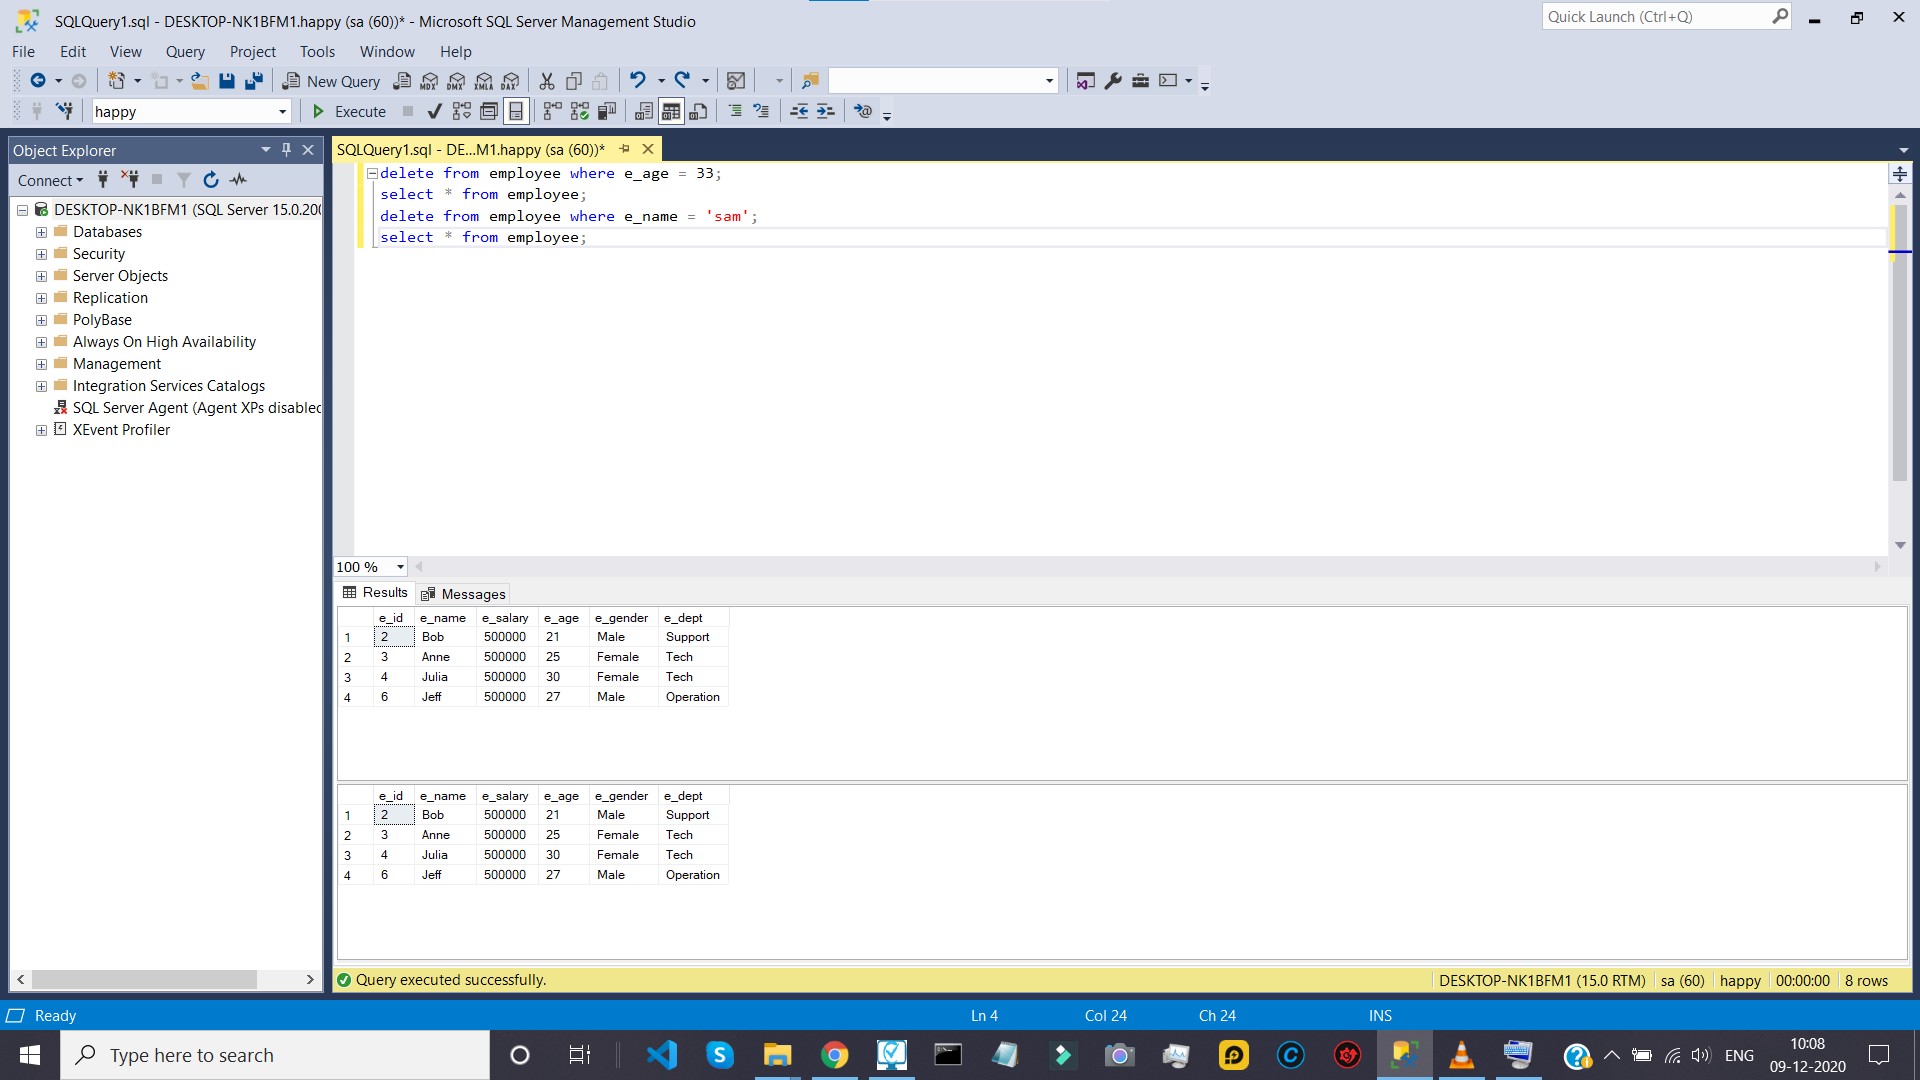 SQLQuery1.sql - DESKTOP-NK1BFM1.happy (sa (60))* - Microsoft SQL Server Management Studio
Quick Launch (Ctrl+Q)
File Edit View Query Project Tools Window Help
New Query MDX DMX XMLA DAX
happy Execute
Object Explorer
SQLQuery1.sql - DE...M1.happy (sa (60))*
Connect
DESKTOP-NK1BFM1 (SQL Server 15.0.200
Databases
Security
Server Objects
Replication
PolyBase
Always On High Availability
Management
Integration Services Catalogs
SQL Server Agent (Agent XPs disabled
XEvent Profiler
delete from employee where e_age = 33;
select * from employee;
delete from employee where e_name = 'sam';
select * from employee;
100 %
Results Messages
e_id e_name e_salary e_age e_gender e_dept
1 2 Bob 500000 21 Male Support
2 3 Anne 500000 25 Female Tech
3 4 Julia 500000 30 Female Tech
4 6 Jeff 500000 27 Male Operation
e_id e_name e_salary e_age e_gender e_dept
1 2 Bob 500000 21 Male Support
2 3 Anne 500000 25 Female Tech
3 4 Julia 500000 30 Female Tech
4 6 Jeff 500000 27 Male Operation
Query executed successfully. DESKTOP-NK1BFM1 (15.0 RTM) sa (60) happy 00:00:00 8 rows
Ready Ln 4 Col 24 Ch 24 INS
Type here to search
ENG
10:08
09-12-2020